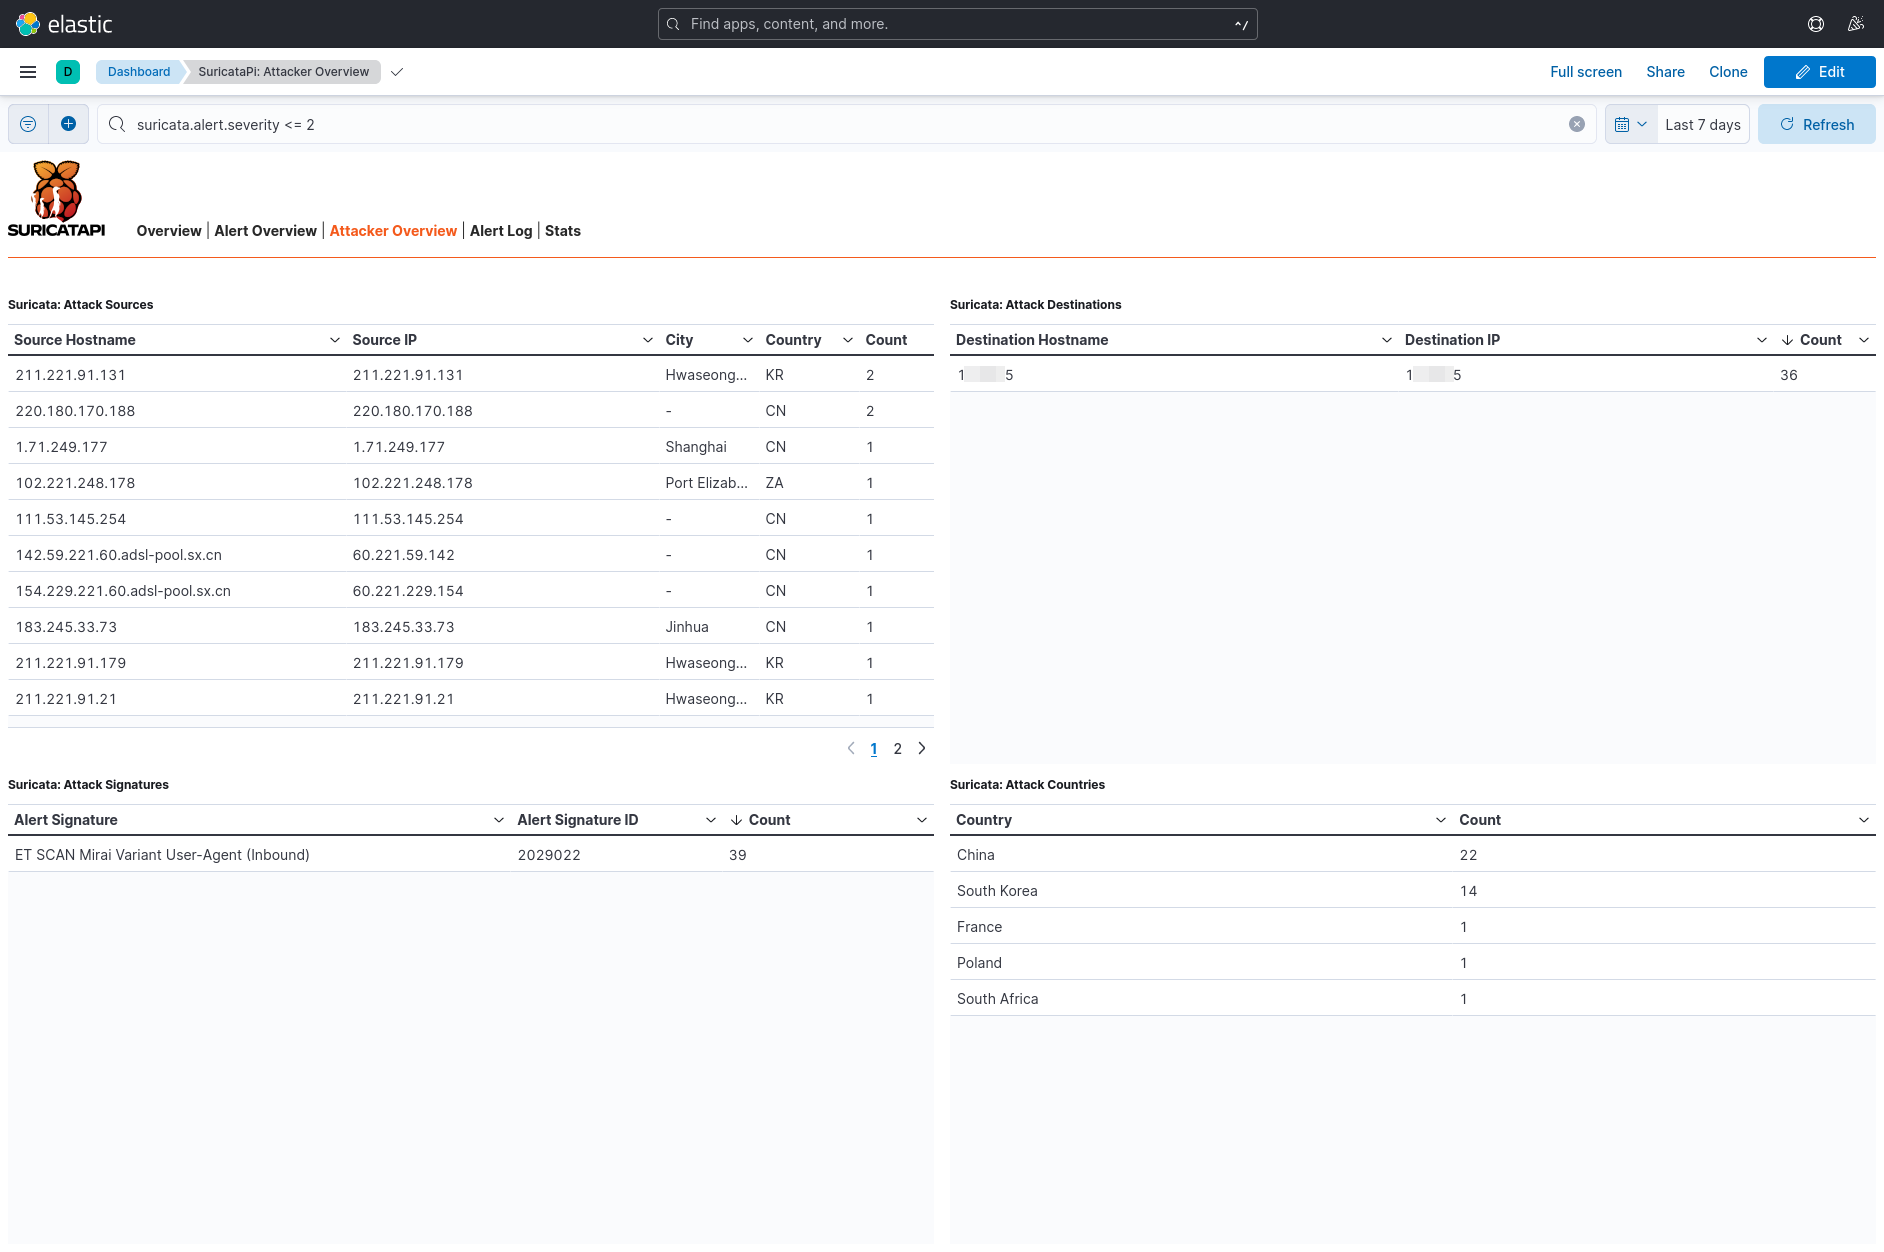 elastic
Find apps, content, and more.
^/
D
Dashboard
SuricataPi: Attacker Overview
Full screen
Share
Clone
Edit
suricata.alert.severity <= 2
Last 7 days
Refresh
SURICATAPI
Overview | Alert Overview | Attacker Overview | Alert Log | Stats
Suricata: Attack Sources
Source Hostname Source IP City Country Count
211.221.91.131 211.221.91.131 Hwaseong... KR 2
220.180.170.188 220.180.170.188 - CN 2
1.71.249.177 1.71.249.177 Shanghai CN 1
102.221.248.178 102.221.248.178 Port Elizab... ZA 1
111.53.145.254 111.53.145.254 - CN 1
142.59.221.60.adsl-pool.sx.cn 60.221.59.142 - CN 1
154.229.221.60.adsl-pool.sx.cn 60.221.229.154 - CN 1
183.245.33.73 183.245.33.73 Jinhua CN 1
211.221.91.179 211.221.91.179 Hwaseong... KR 1
211.221.91.21 211.221.91.21 Hwaseong... KR 1
1 2
Suricata: Attack Destinations
Destination Hostname Destination IP Count
36
Suricata: Attack Signatures
Alert Signature Alert Signature ID Count
ET SCAN Mirai Variant User-Agent (Inbound) 2029022 39
Suricata: Attack Countries
Country Count
China 22
South Korea 14
France 1
Poland 1
South Africa 1